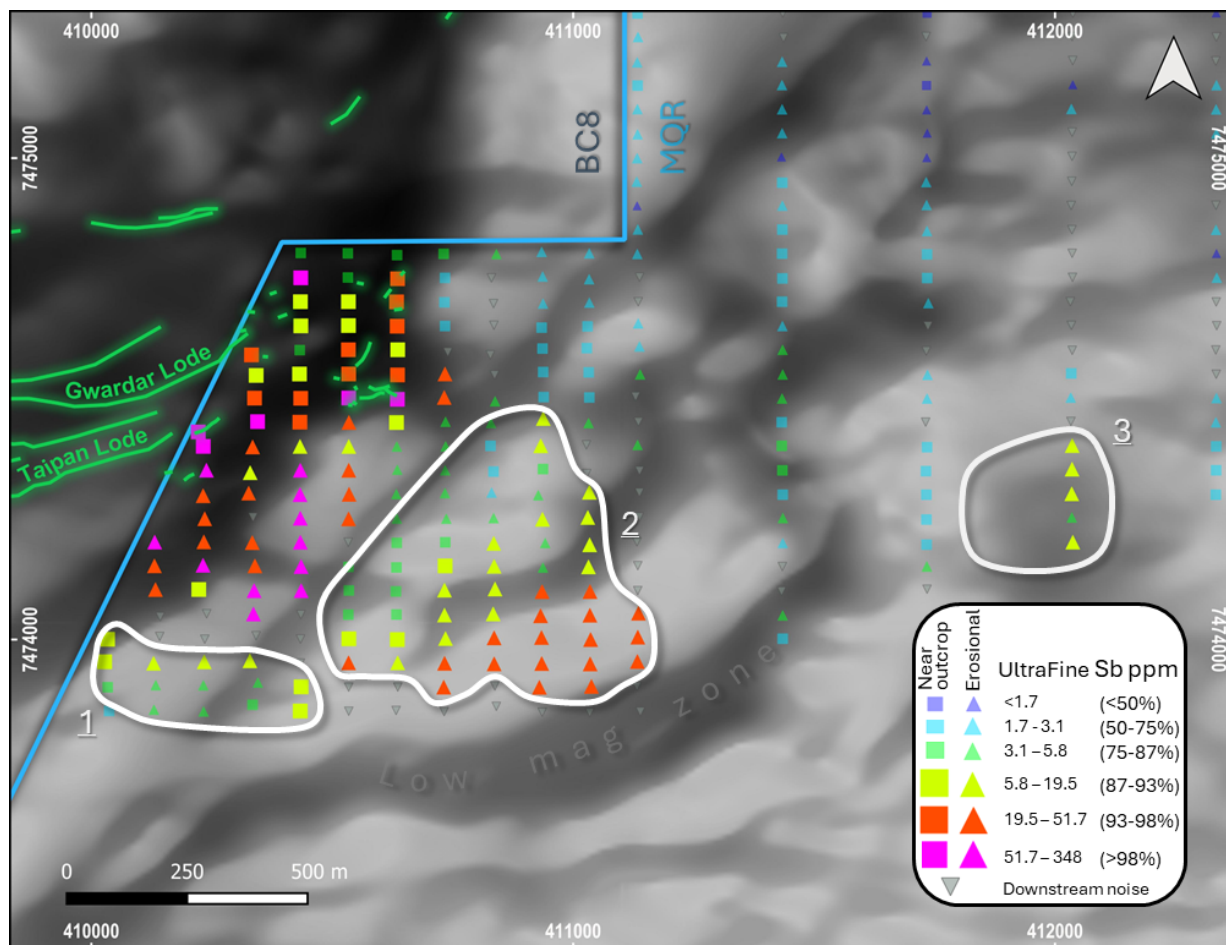 410000 411000 412000
7475000
7475000
BC8
MQR
Gwardar Lode
Taipan Lode
3
2
1
7474000
7474000
Low mag zone
Near outcrop
Erosional
UltraFine Sb ppm
<1.7 (<50%)
1.7 - 3.1 (50-75%)
3.1 – 5.8 (75-87%)
5.8 – 19.5 (87-93%)
19.5 – 51.7 (93-98%)
51.7 – 348 (>98%)
Downstream noise
0 250 500 m
410000 411000 412000